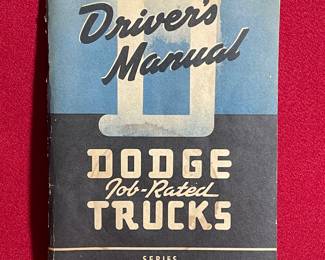 Driver's
Manual
DODGE
Job-Rated
TRUCKS
SERIES